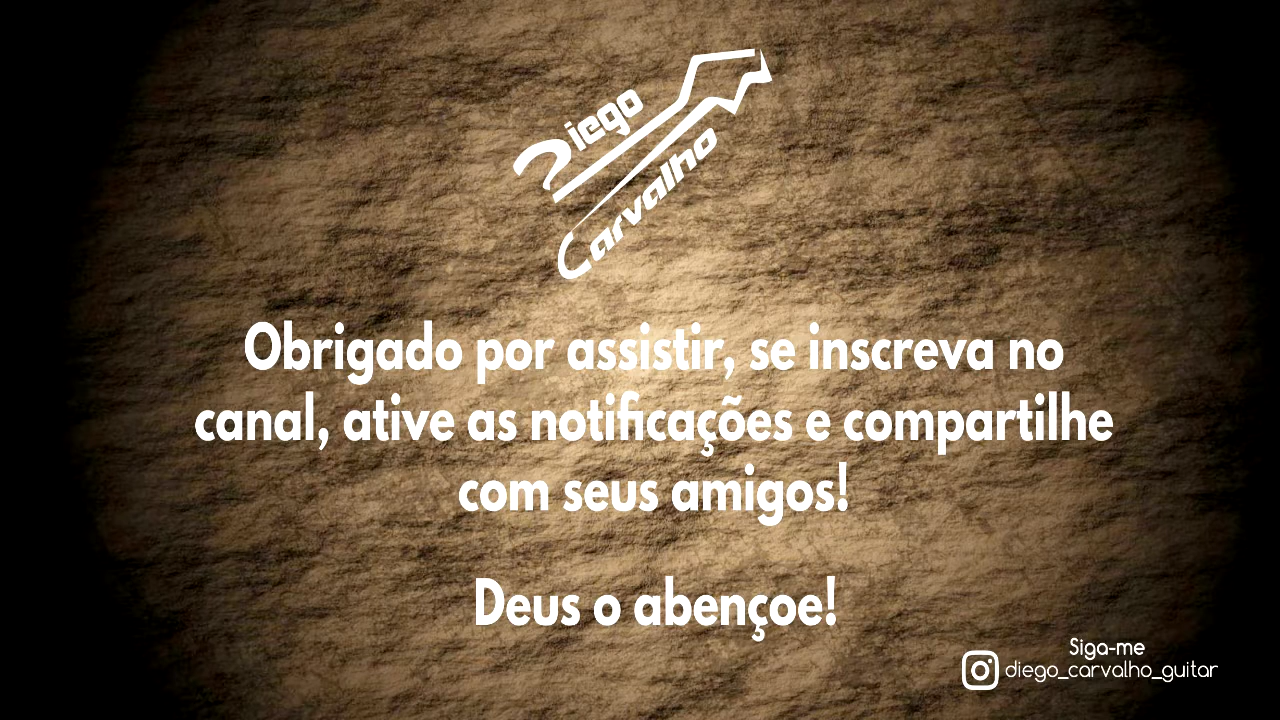 Diego
Carvalho
Obrigado por assistir, se inscreva no
canal, ative as notificações e compartilhe
com seus amigos!
Deus o abençoe!
Siga-me
diego_carvalho_guitar